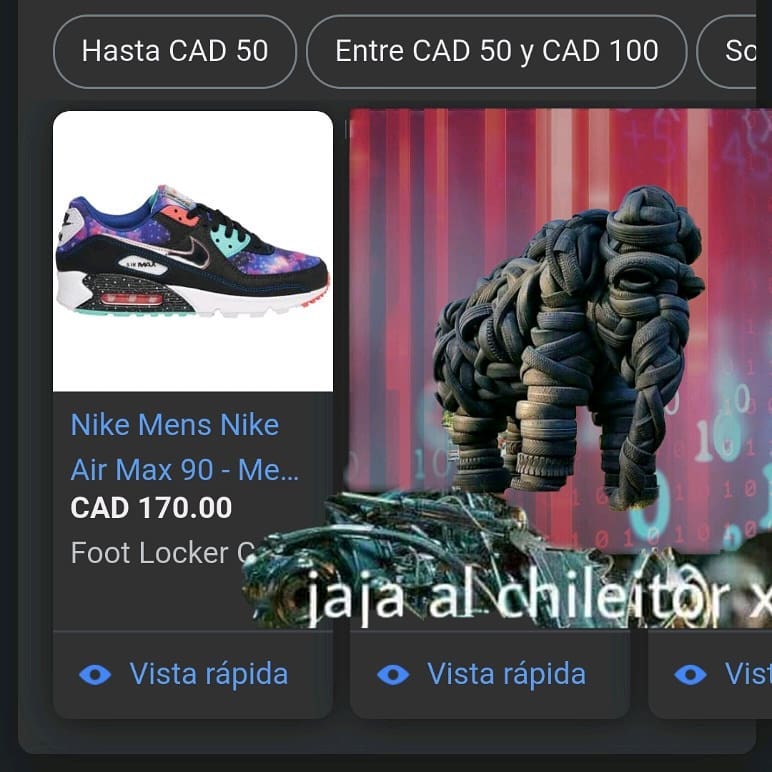 Hasta CAD 50
Entre CAD 50 y CAD 100
So
Nike Mens Nike
Air Max 90 - Me...
CAD 170.00
Foot Locker C
jaja al chileitor x
Vista rápida
Vista rápida
Vist